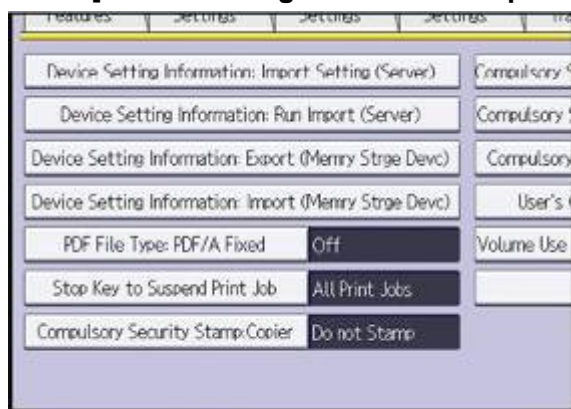 Features Settings Settings
Device Setting Information: Import Setting (Server) Compulsory
Device Setting Information: Run Import (Server) Compulsory
Device Setting Information: Export (Memry Strge Devc) Compulsory
Device Setting Information: Import (Memry Strge Devc) User's
PDF File Type: PDF/A Fixed Off Volume Use
Stop Key to Suspend Print Job All Print Jobs
Compulsory Security Stamp:Copier Do not Stamp